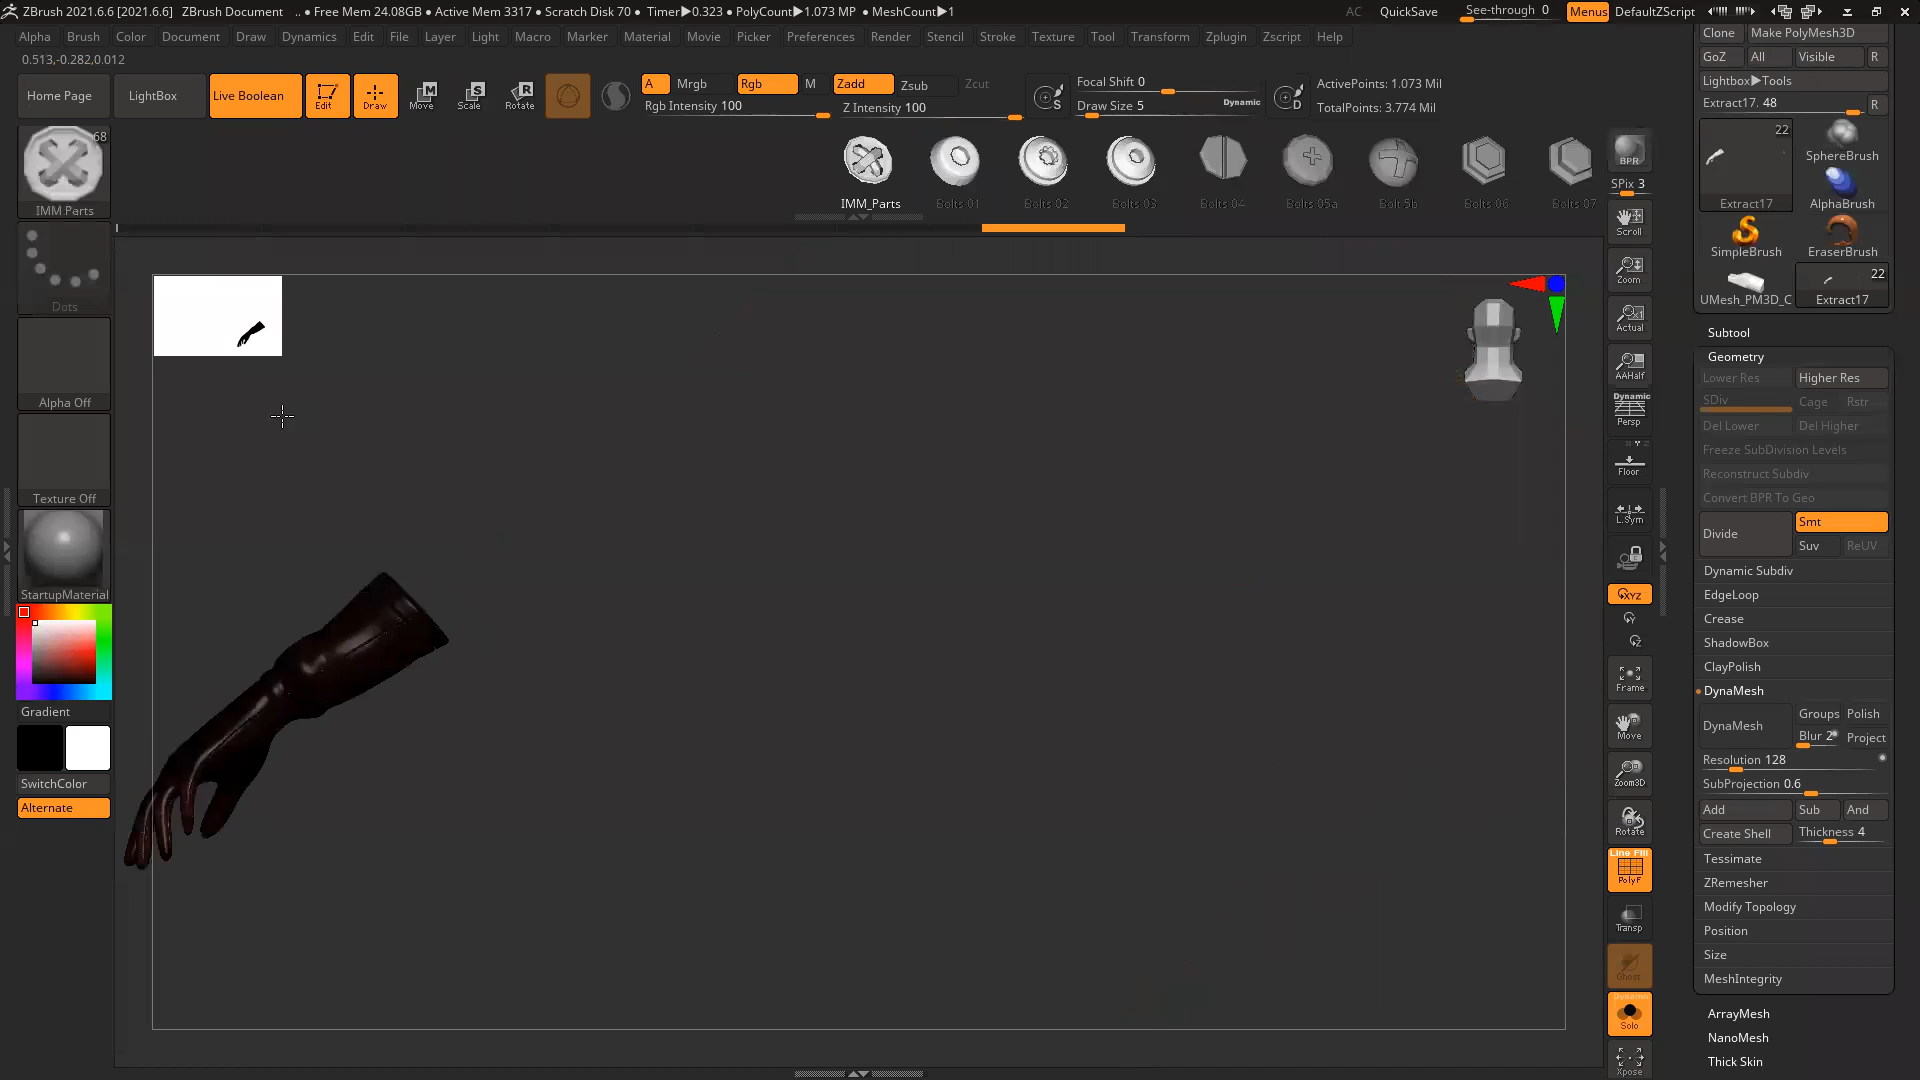 ZBrush 2021.6.6 [2021.6.6] ZBrush Document .. ● Free Mem 24.08GB ● Active Mem 3317 ● Scratch Disk 70 ● Timer▶0.323 ● PolyCount▶1.073 MP ● MeshCount▶1 AC QuickSave See-through 0 Menus DefaultZScript
Alpha Brush Color Document Draw Dynamics Edit File Layer Light Macro Marker Material Movie Picker Preferences Render Stencil Stroke Texture Tool Transform Zplugin Zscript Help
0.513,-0.282,0.012
Home Page LightBox Live Boolean Edit Draw Move Scale Rotate
A Mrgb Rgb M Zadd Zsub Zcut
Rgb Intensity 100 Z Intensity 100
S Focal Shift 0
Draw Size 5 Dynamic
D ActivePoints: 1.073 Mil
TotalPoints: 3.774 Mil
68
IMM Parts
Dots
Alpha Off
Texture Off
StartupMaterial
Gradient
SwitchColor
Alternate
IMM_Parts Bolts 01 Bolts 02 Bolts 03 Bolts 04 Bolts 05a Bolt 5b Bolts 06 Bolts 07
BPR
SPix 3
Scroll
Zoom
Actual
AAHalf
Dynamic
Persp
Floor
L.Sym
XYZ
Y
Z
Frame
Move
Zoom3D
Rotate
Line Fill
PolyF
Transp
Ghost
Dynamic
Solo
Xpose
Clone Make PolyMesh3D
GoZ All Visible R
Lightbox▶Tools
Extract17. 48 R
22
Extract17
SphereBrush
AlphaBrush
SimpleBrush EraserBrush
22
UMesh_PM3D_C Extract17
Subtool
Geometry
Lower Res Higher Res
SDiv Cage Rstr
Del Lower Del Higher
Freeze SubDivision Levels
Reconstruct Subdiv
Convert BPR To Geo
Divide Smt
Suv ReUV
Dynamic Subdiv
EdgeLoop
Crease
ShadowBox
ClayPolish
DynaMesh
DynaMesh Groups Polish
Blur 2 Project
Resolution 128
SubProjection 0.6
Add Sub And
Create Shell Thickness 4
Tessimate
ZRemesher
Modify Topology
Position
Size
MeshIntegrity
ArrayMesh
NanoMesh
Thick Skin